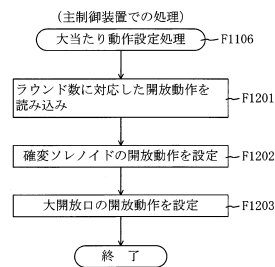 (主制御装置での処理)
大当たり動作設定処理
F1106
ラウンド数に対応した開放動作を
読み込み
F1201
確変ソレノイドの開放動作を設定
F1202
大開放口の開放動作を設定
F1203
終 了